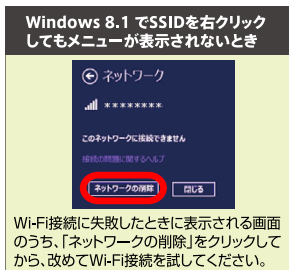 Windows 8.1 でSSIDを右クリック
してもメニューが表示されないとき
ネットワーク
********
このネットワークに接続できません
接続の問題に関するヘルプ
ネットワークの削除
閉じる
Wi-Fi接続に失敗したときに表示される画面
のうち、「ネットワークの削除」をクリックして
から、改めてWi-Fi接続を試してください。